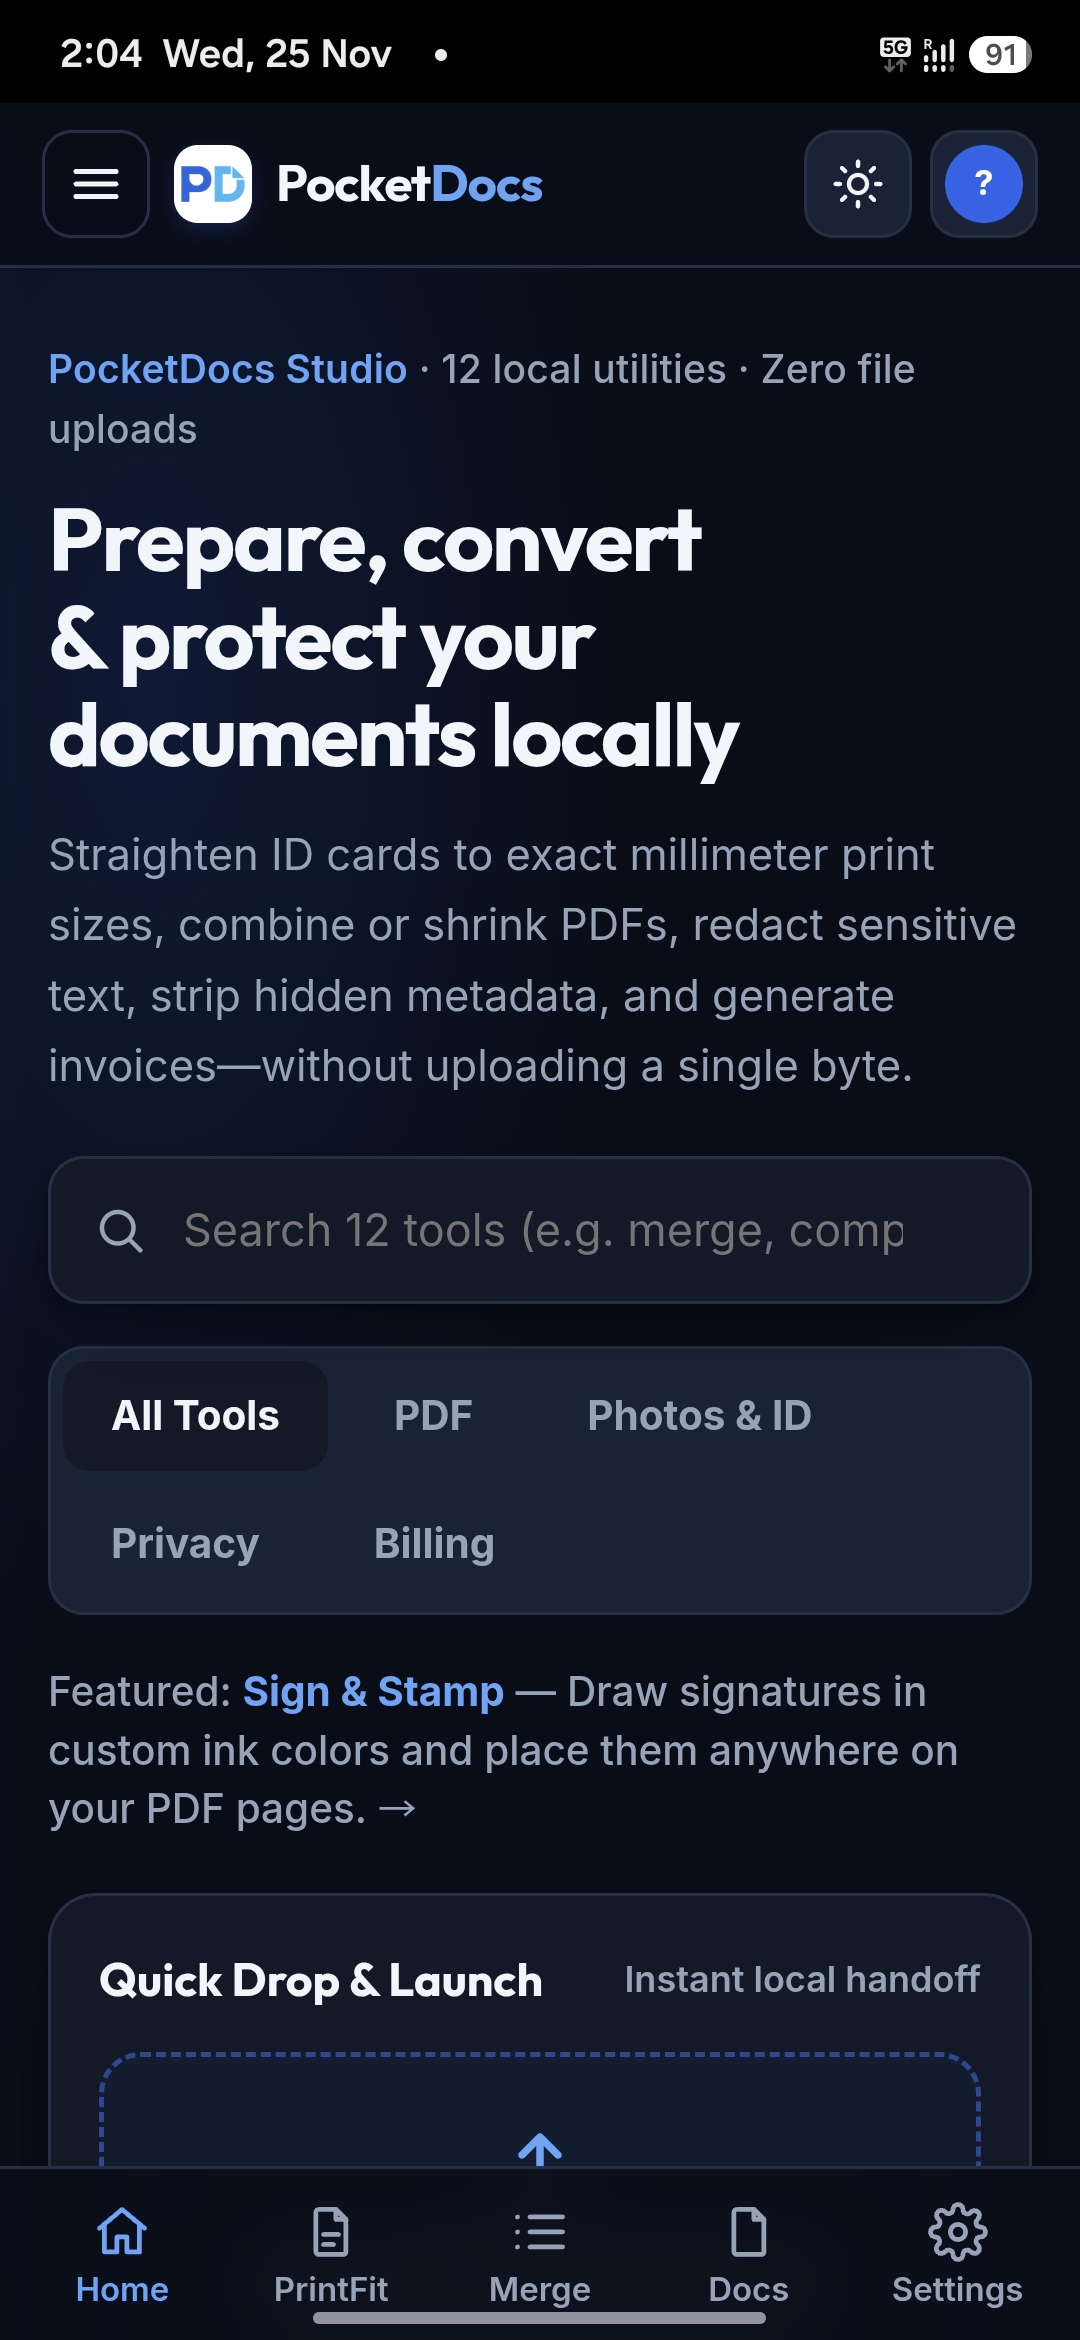 2:04 Wed, 25 Nov
5G R 91
PD PocketDocs ?
PocketDocs Studio · 12 local utilities · Zero file
uploads
Prepare, convert
& protect your
documents locally
Straighten ID cards to exact millimeter print
sizes, combine or shrink PDFs, redact sensitive
text, strip hidden metadata, and generate
invoices—without uploading a single byte.
Search 12 tools (e.g. merge, comp
All Tools PDF Photos & ID
Privacy Billing
Featured: Sign & Stamp — Draw signatures in
custom ink colors and place them anywhere on
your PDF pages. →
Quick Drop & Launch Instant local handoff
Home PrintFit Merge Docs Settings